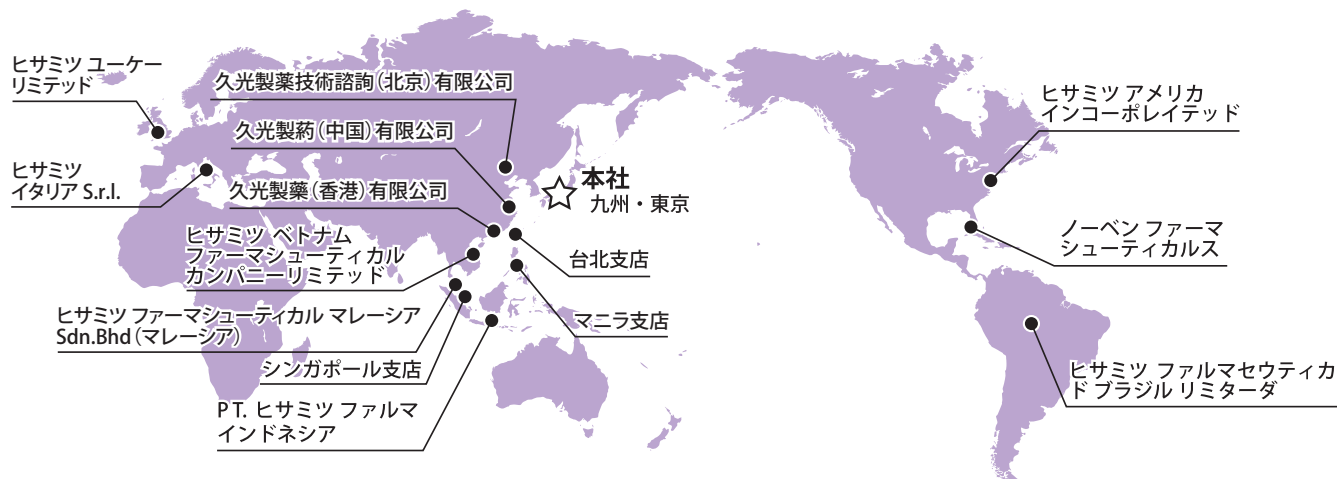 ヒサミツ ユーケー
リミテッド
久光製薬技術諮詢(北京)有限公司
久光製药(中国)有限公司
ヒサミツ
イタリア S.r.l.
久光製薬(香港)有限公司
ヒサミツ ベトナム
ファーマシューティカル
カンパニーリミテッド
ヒサミツ ファーマシューティカル マレーシア
Sdn.Bhd(マレーシア)
シンガポール支店
PT. ヒサミツ ファルマ
インドネシア
本社
九州・東京
台北支店
マニラ支店
ヒサミツ アメリカ
インコーポレイテッド
ノーベン ファーマ
シューティカルス
ヒサミツ ファルマセウティカ
ド ブラジル リミターダ